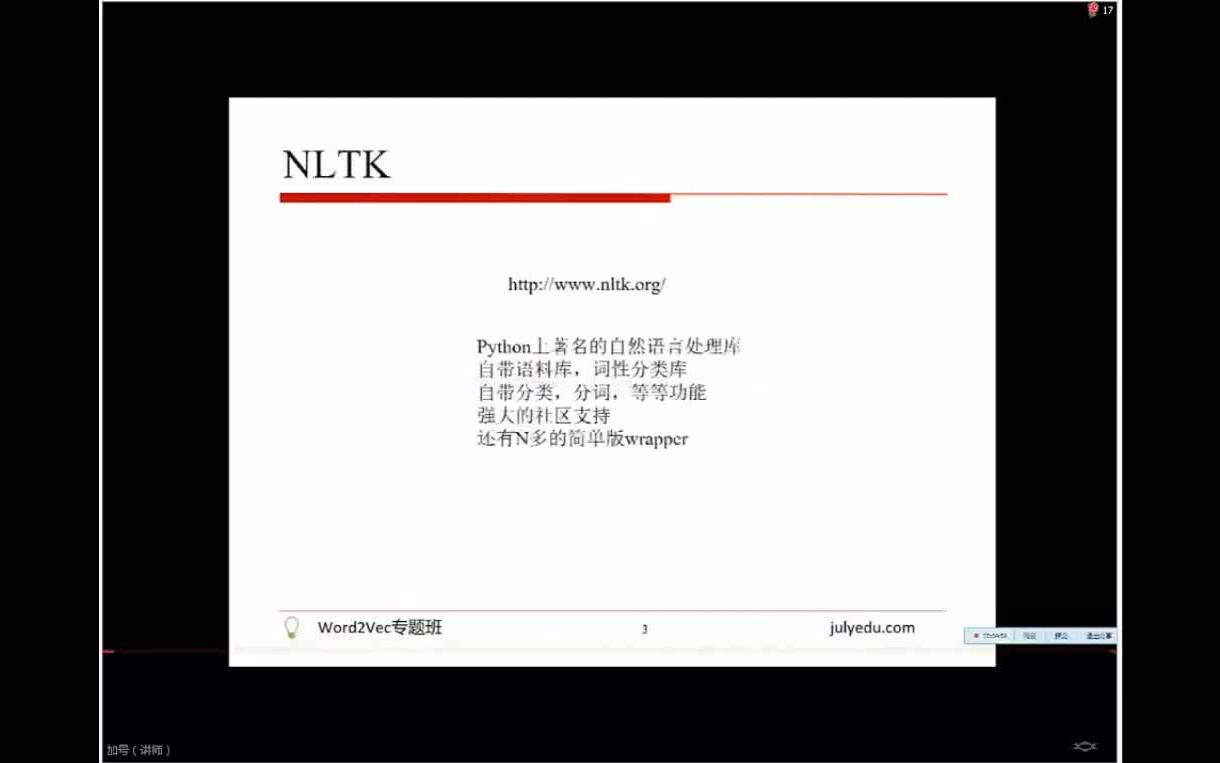 17
NLTK
http://www.nltk.org/
Python上著名的自然语言处理库
自带语料库，词性分类库
自带分类，分词，等等功能
强大的社区支持
还有N多的简单版wrapper
Word2Vec专题班
3
julyedu.com
加号（讲师）